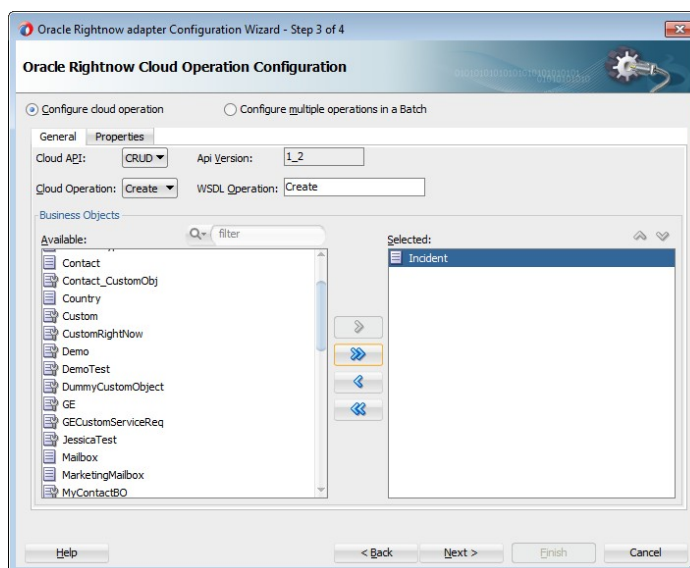 Oracle Rightnow adapter Configuration Wizard - Step 3 of 4
Oracle Rightnow Cloud Operation Configuration
Configure cloud operation Configure multiple operations in a Batch
General Properties
Cloud API: CRUD Api Version: 1_2
Cloud Operation: Create WSDL Operation: Create
Business Objects
Available: filter Selected:
Contact
Incident
Contact_CustomObj
Country
Custom
CustomRightNow
Demo
DemoTest
DummyCustomObject
GE
GECustomServiceReq
JessicaTest
Mailbox
MarketingMailbox
MyContactBO
Help < Back Next > Finish Cancel